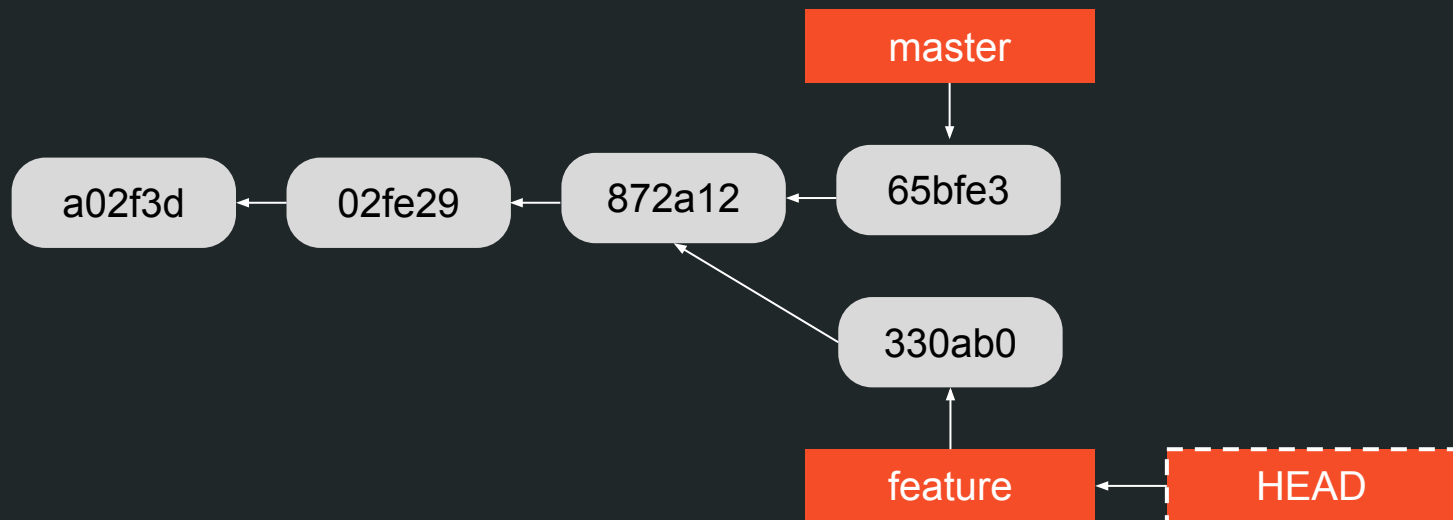 master
a02f3d
02fe29
872a12
65bfe3
330ab0
feature
HEAD